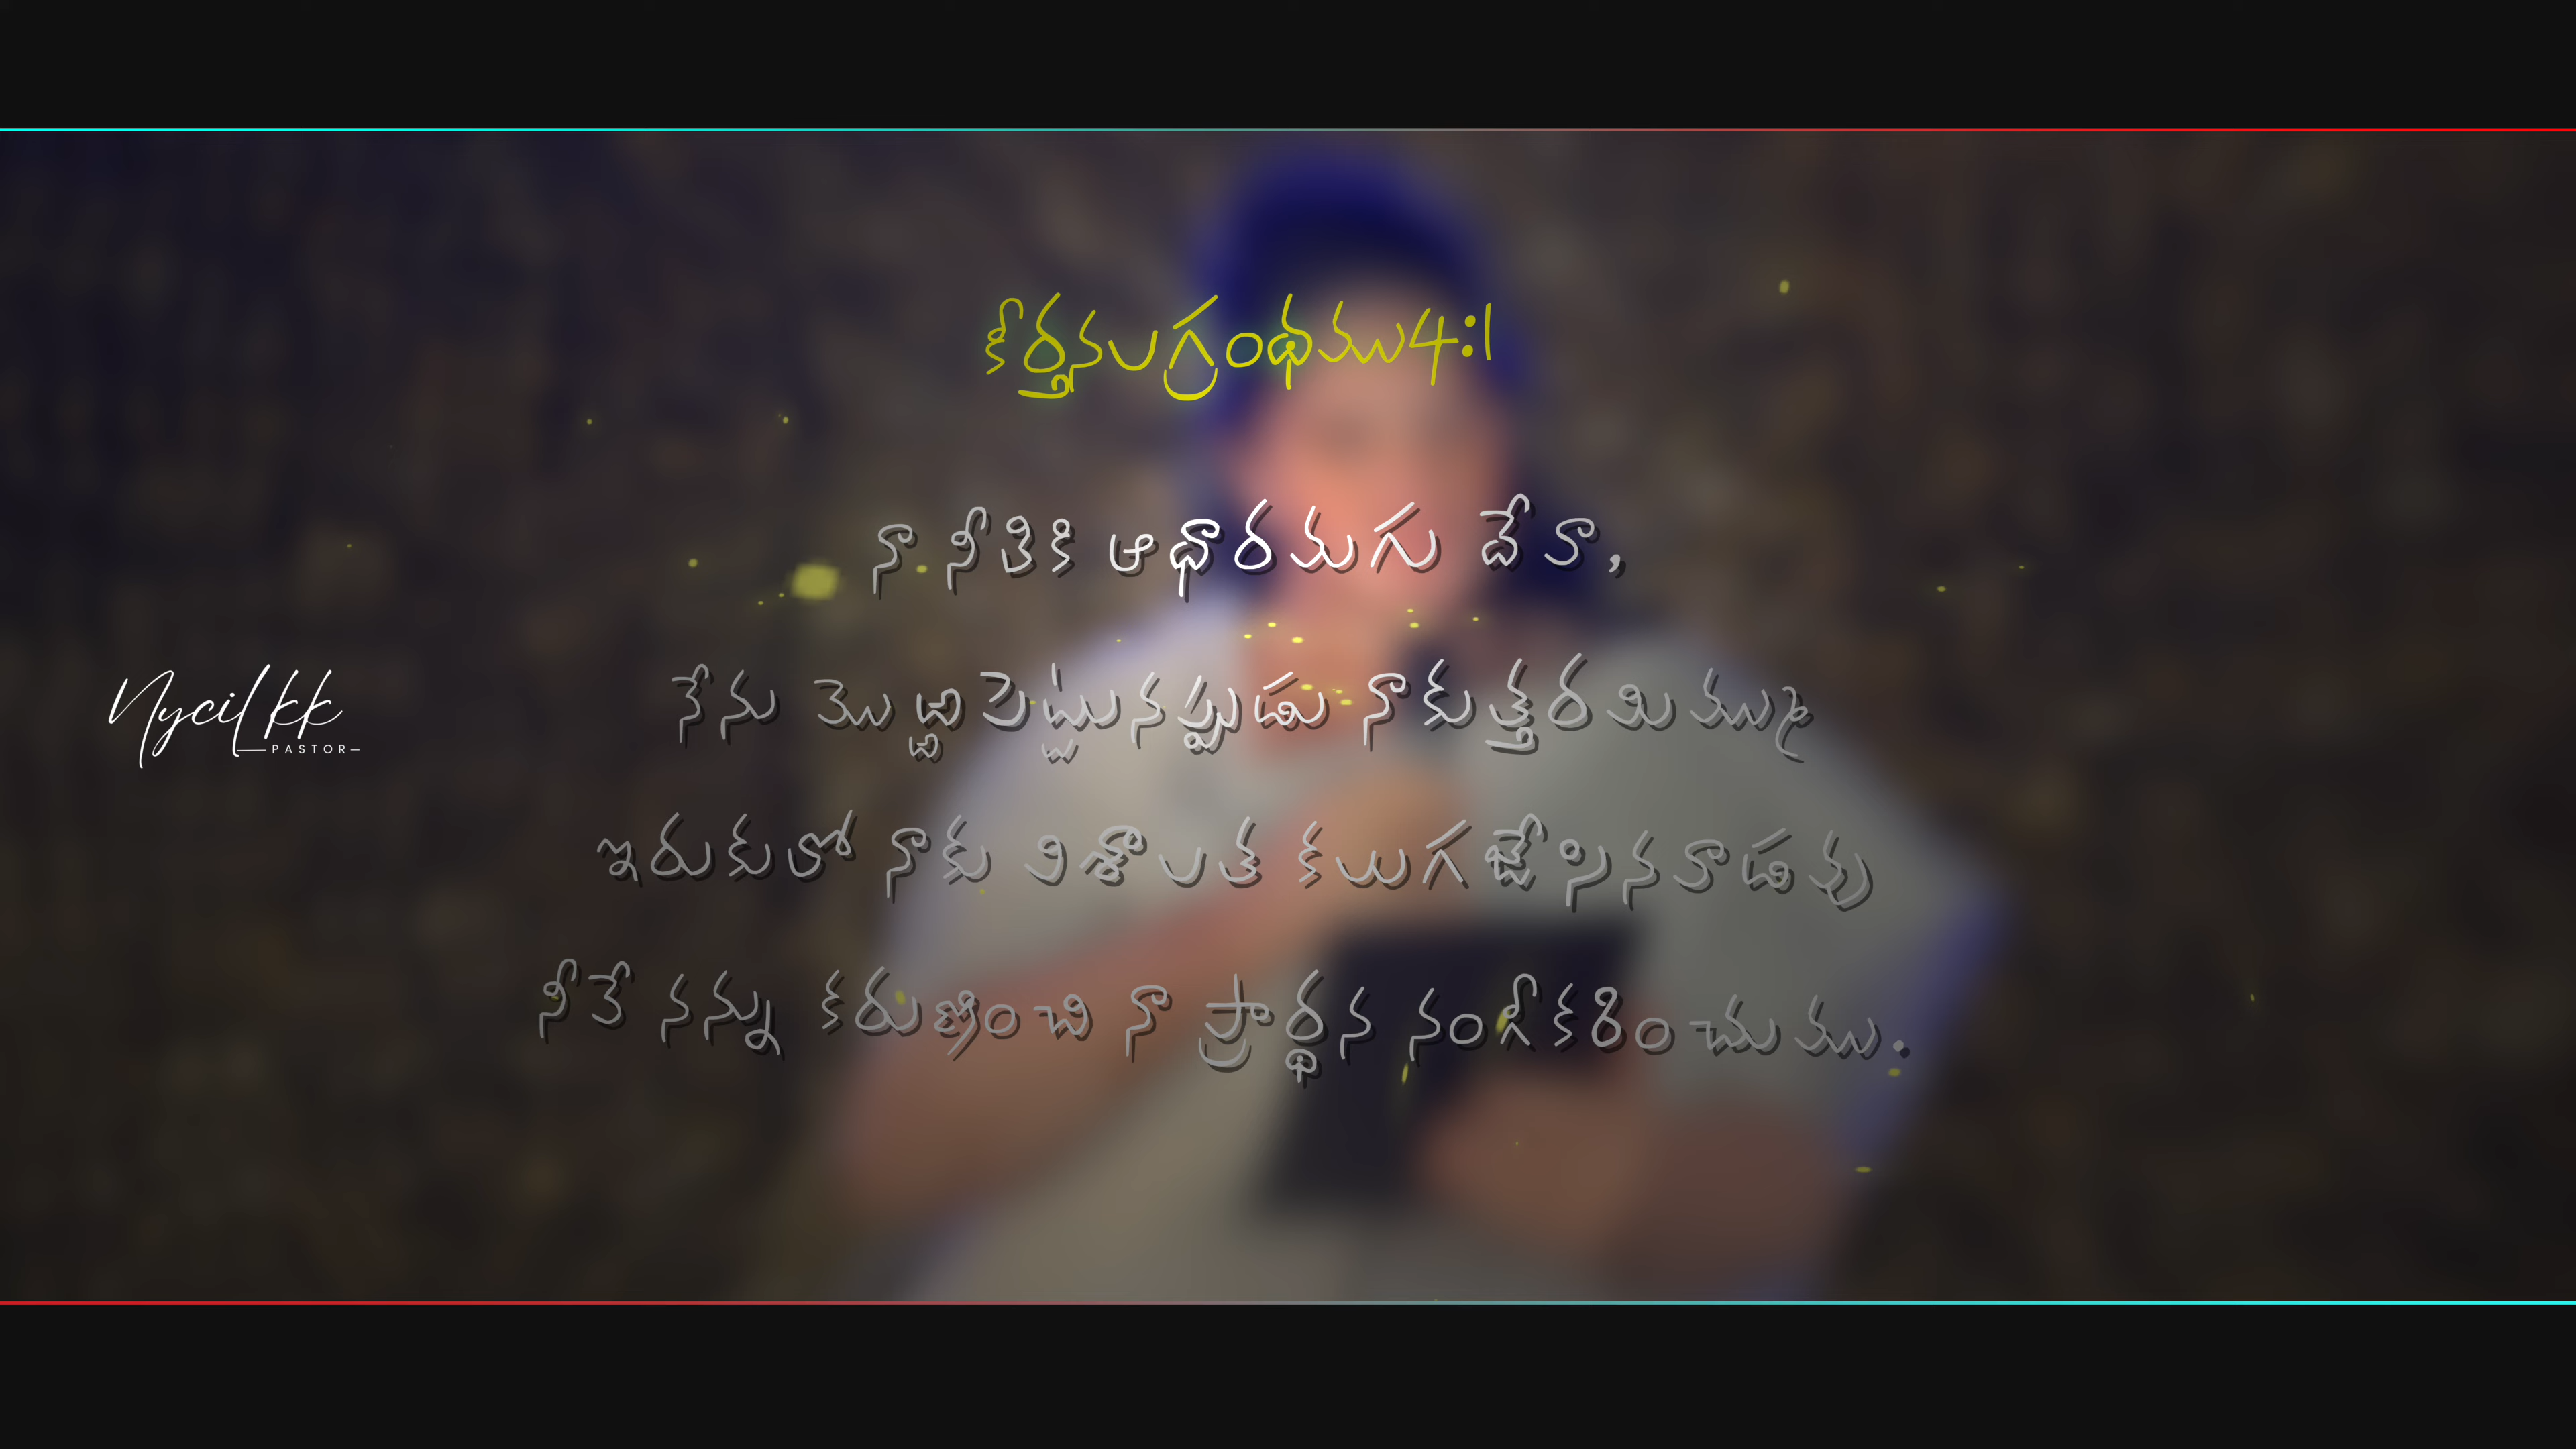 కీర్తనలగ్రంథము4:1
నా నీతికి ఆధారమగు దేవా,
నేను మొఱ్ఱపెట్టునప్పుడు నాకుత్తరమిమ్ము
Nycil kk
PASTOR
ఇరుకులో నాకు విశాలత కలుగజేసినవాడవు
నీవే నన్ను కరుణించి నా ప్రార్థన నంగీకరించుము.